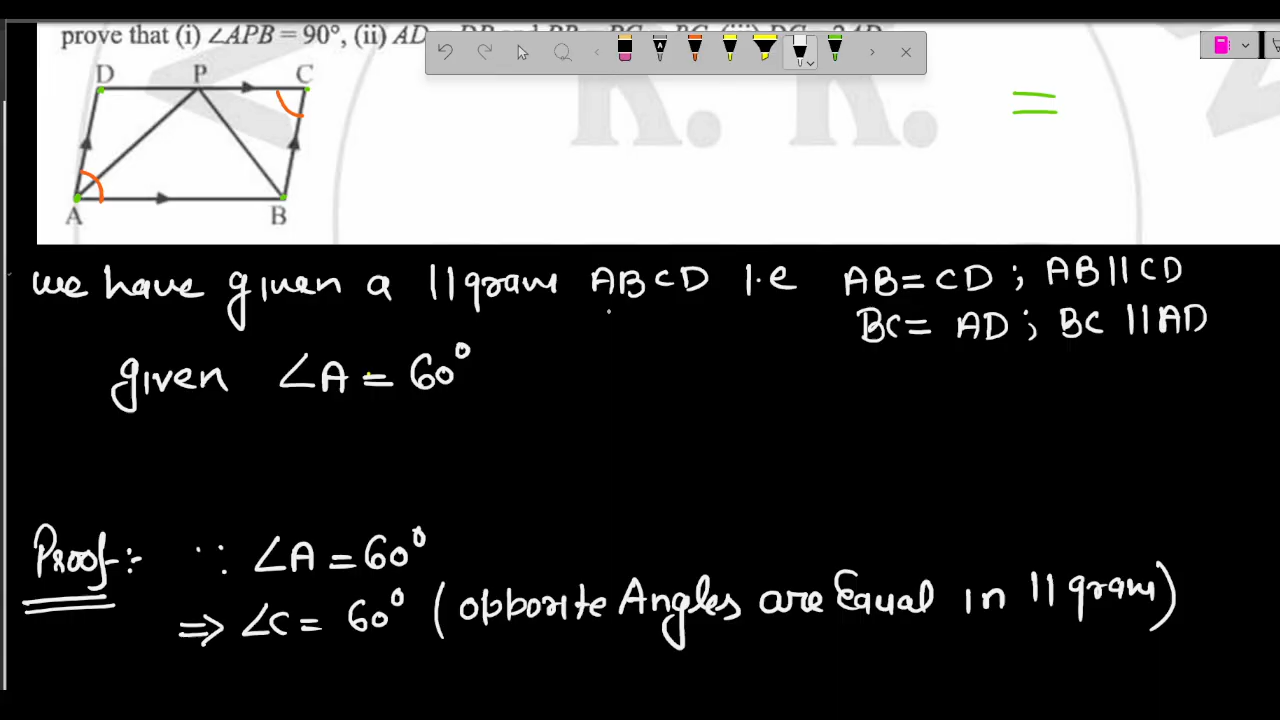 prove that (i) ∠APB = 90°, (ii) AD
D P C
A B
K. K.
=
we have given a ||gram ABCD i.e AB = CD ; AB || CD
BC = AD ; BC || AD
given ∠A = 60°
Proof :- ∵ ∠A = 60°
⇒ ∠C = 60° (opposite Angles are Equal in ||gram)